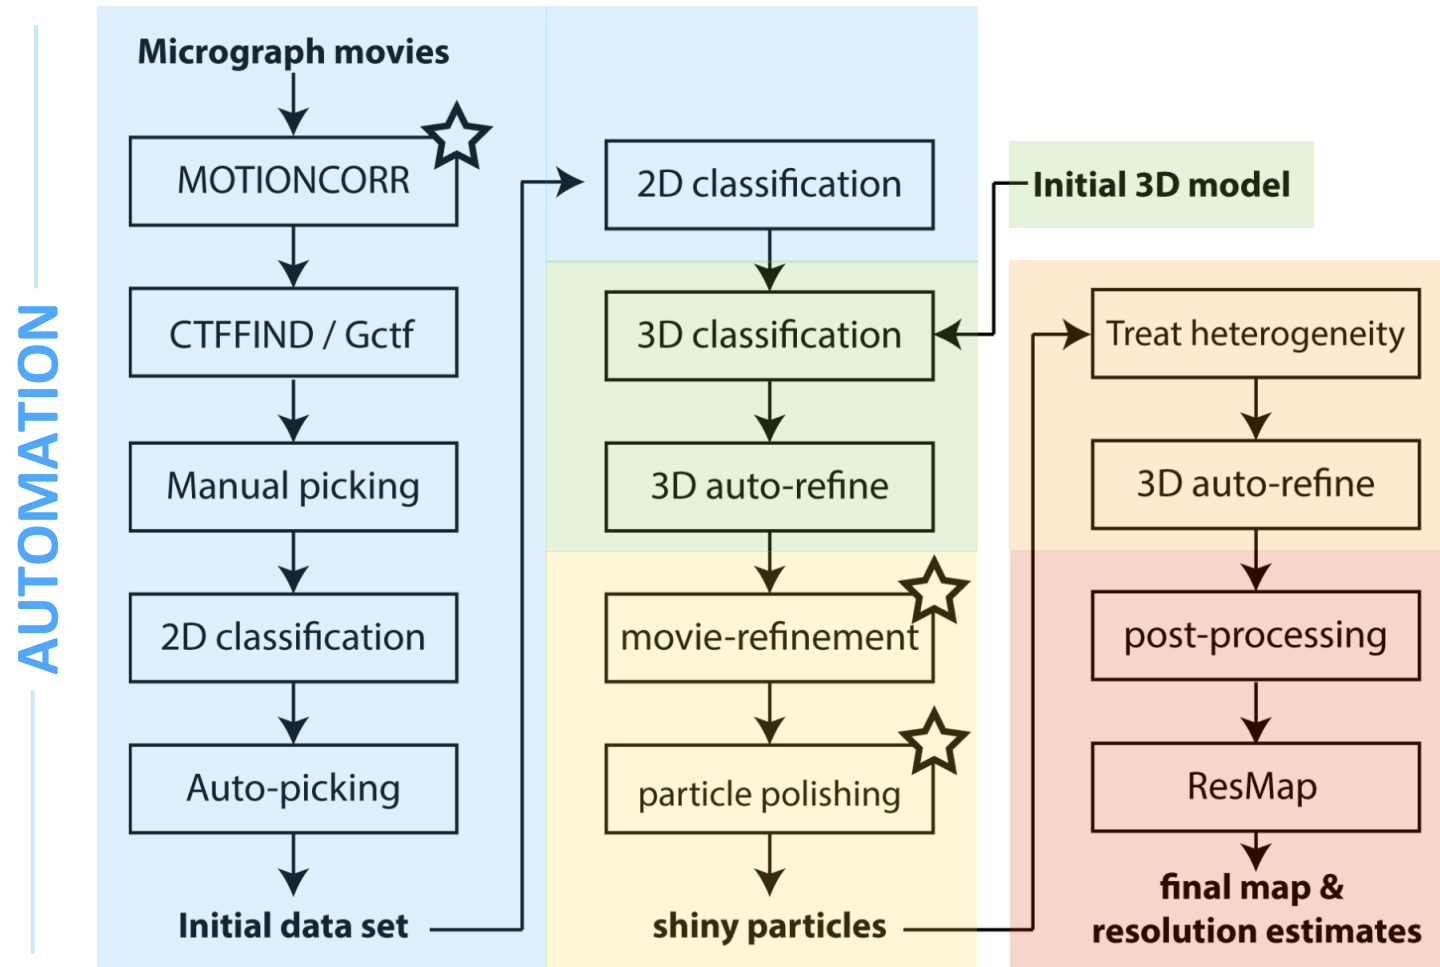 AUTOMATION
Micrograph movies
MOTIONCORR
CTFFIND / Gctf
Manual picking
2D classification
Auto-picking
Initial data set
2D classification
3D classification
3D auto-refine
movie-refinement
particle polishing
shiny particles
Initial 3D model
Treat heterogeneity
3D auto-refine
post-processing
ResMap
final map &
resolution estimates